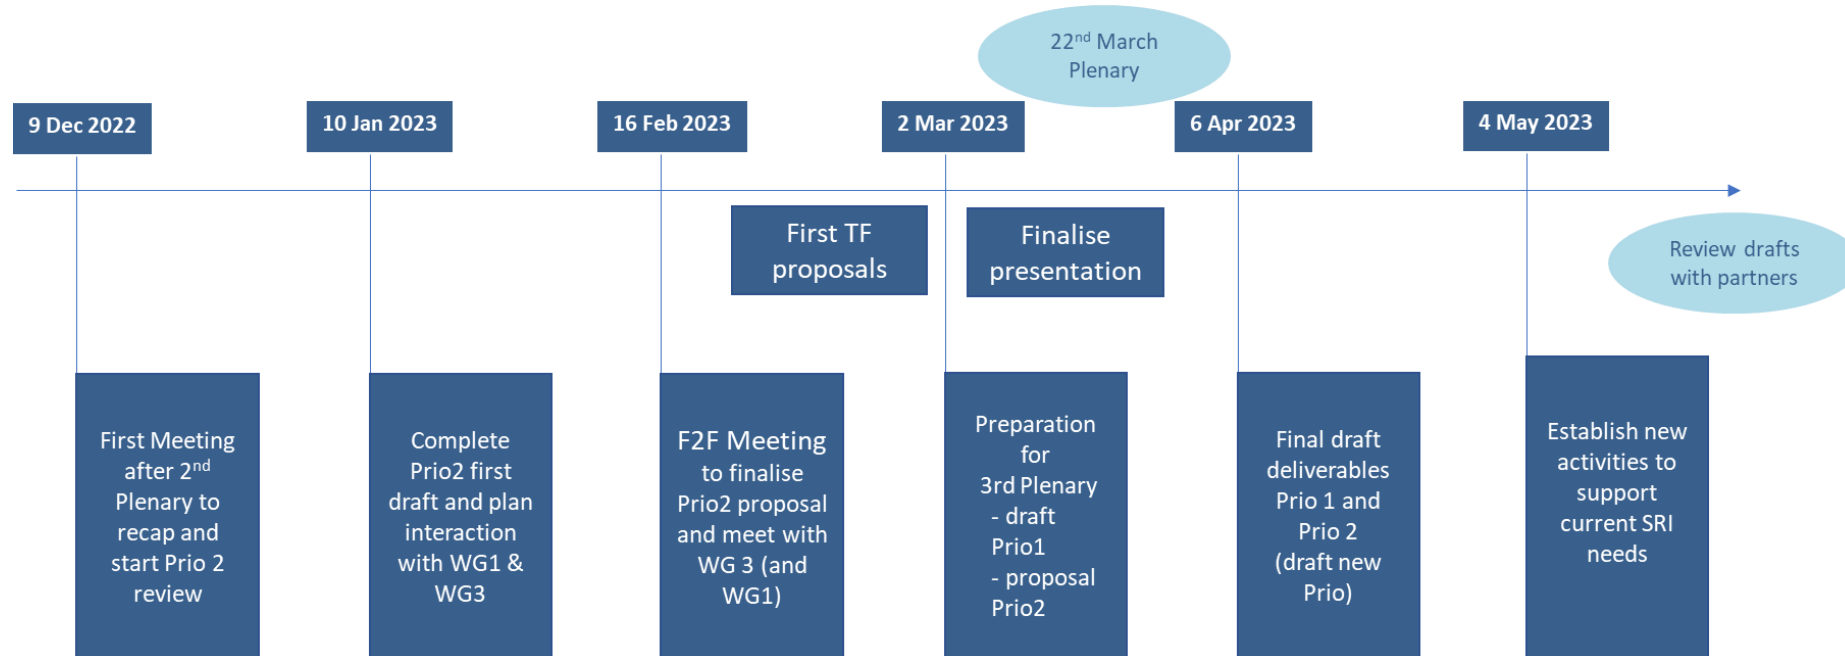 22nd March
Plenary
9 Dec 2022
10 Jan 2023
16 Feb 2023
2 Mar 2023
6 Apr 2023
4 May 2023
First TF
proposals
Finalise
presentation
Review drafts
with partners
First Meeting
after 2nd
Plenary to
recap and
start Prio 2
review
Complete
Prio2 first
draft and plan
interaction
with WG1 &
WG3
F2F Meeting
to finalise
Prio2 proposal
and meet with
WG 3 (and
WG1)
Preparation
for
3rd Plenary
- draft
Prio1
- proposal
Prio2
Final draft
deliverables
Prio 1 and
Prio 2
(draft new
Prio)
Establish new
activities to
support
current SRI
needs